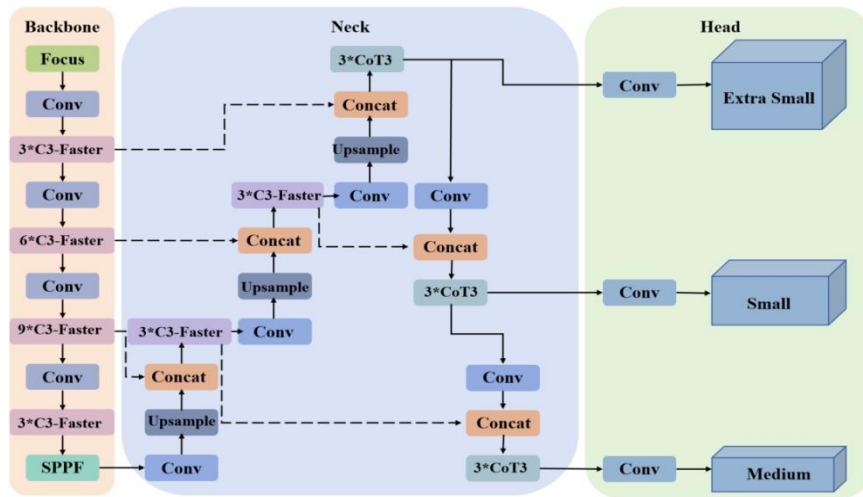 Backbone
Focus
Conv
3*C3-Faster
Conv
6*C3-Faster
Conv
9*C3-Faster
Conv
3*C3-Faster
SPPF
Neck
3*CoT3
Concat
Upsample
3*C3-Faster
Conv
Conv
Concat
Concat
Upsample
3*CoT3
3*C3-Faster
Conv
Concat
Conv
Upsample
Concat
Conv
3*CoT3
Head
Conv
Extra Small
Conv
Small
Conv
Medium